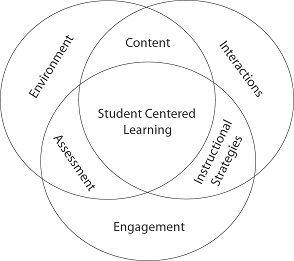 Content
Environment
Interactions
Student Centered
Learning
Assessment
Instructional
Strategies
Engagement